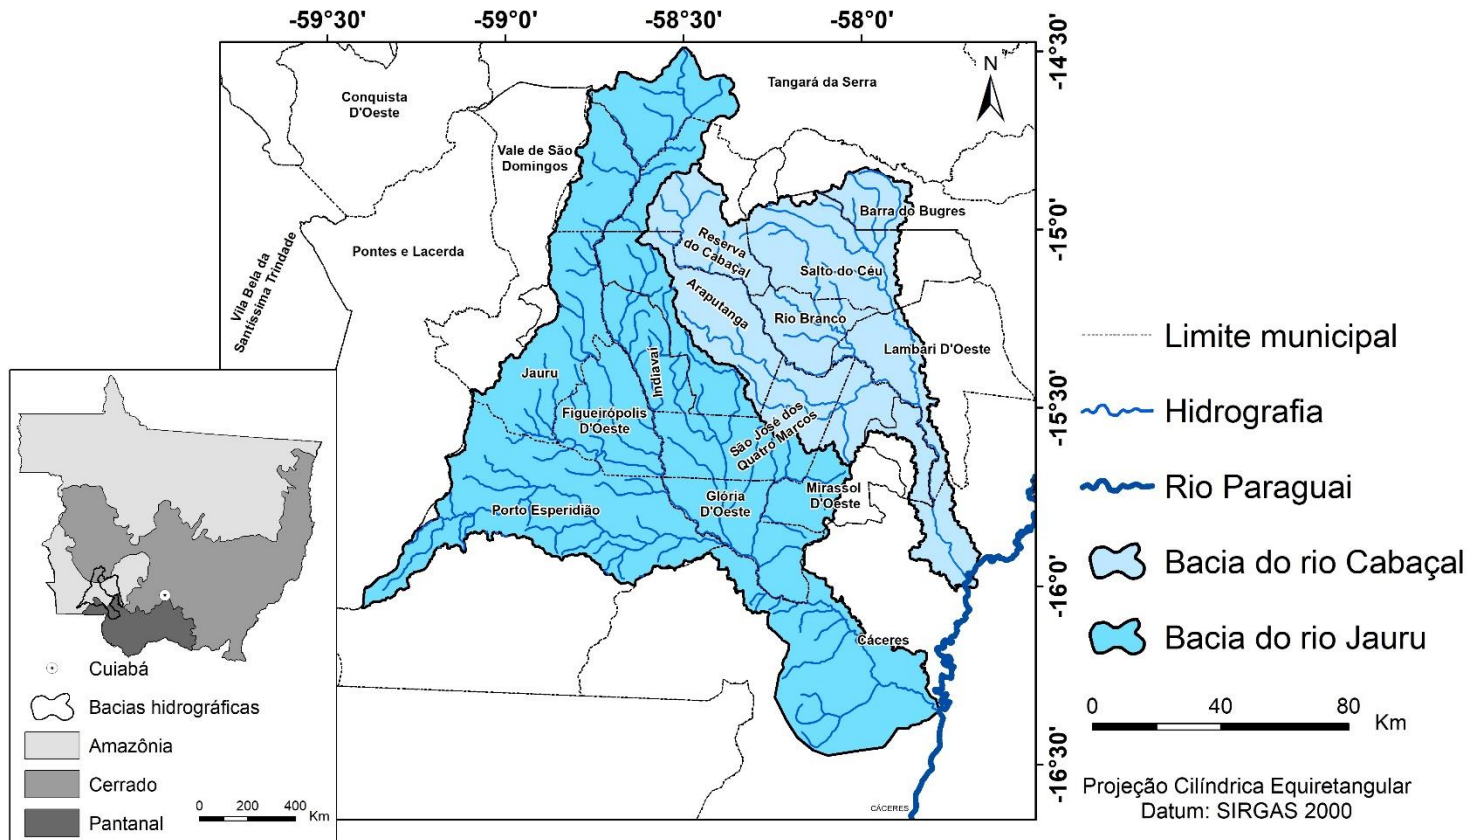 -59°30'
-59°0'
-58°30'
-58°0'
-14°30'
-15°0'
-15°30'
-16°0'
-16°30'
N
Tangará da Serra
Conquista
D'Oeste
Vale de São
Domingos
Barra do Bugres
Vila Bela da
Santíssima Trindade
Pontes e Lacerda
Reserva
do Cabaçal
Salto do Céu
Araputanga
Rio Branco
Lambari D'Oeste
Jauru
Indiavaí
Figueirópolis
D'Oeste
São José dos
Quatro Marcos
Mirassol
D'Oeste
Glória
D'Oeste
Porto Esperidião
Cáceres
CÁCERES
Cuiabá
Bacias hidrográficas
Amazônia
Cerrado
Pantanal
0 200 400
Km
Limite municipal
Hidrografia
Rio Paraguai
Bacia do rio Cabaçal
Bacia do rio Jauru
0 40 80
Km
Projeção Cilíndrica Equiretangular
Datum: SIRGAS 2000